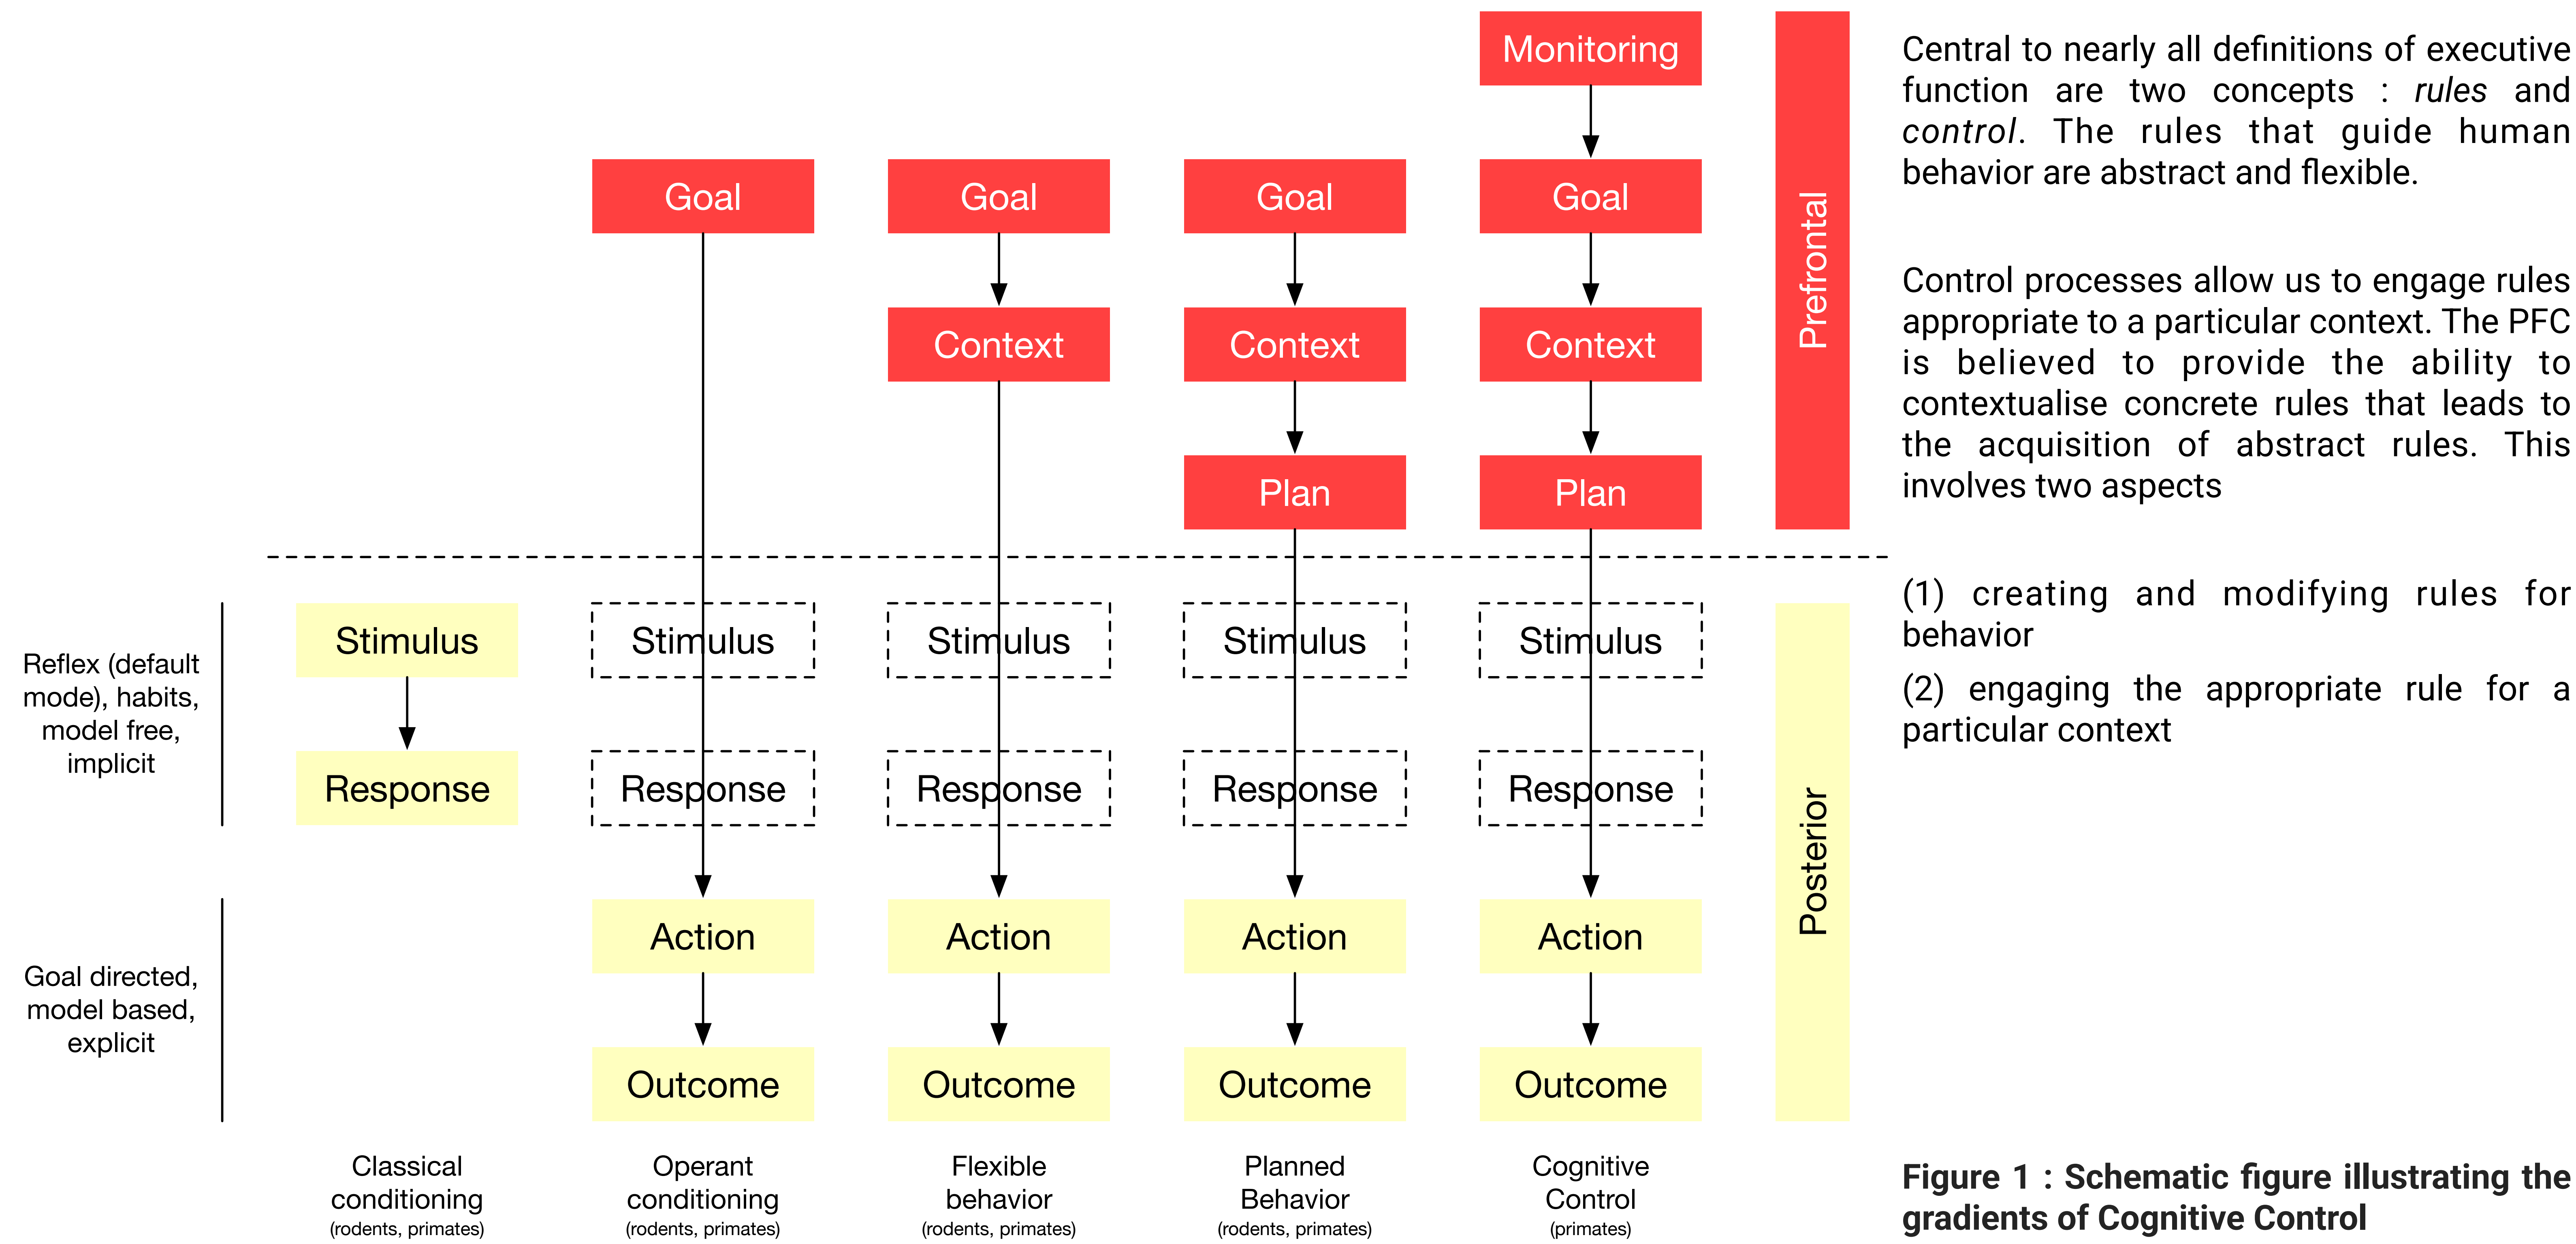 Monitoring
Goal
Goal
Goal
Goal
Context
Context
Context
Plan
Plan
Prefrontal
Reflex (default
mode), habits,
model free,
implicit
Stimulus
Stimulus
Stimulus
Stimulus
Stimulus
Response
Response
Response
Response
Response
Goal directed,
model based,
explicit
Action
Action
Action
Action
Outcome
Outcome
Outcome
Outcome
Posterior
Classical
conditioning
(rodents, primates)
Operant
conditioning
(rodents, primates)
Flexible
behavior
(rodents, primates)
Planned
Behavior
(rodents, primates)
Cognitive
Control
(primates)
Central to nearly all definitions of executive
function are two concepts : rules and
control. The rules that guide human
behavior are abstract and flexible.
Control processes allow us to engage rules
appropriate to a particular context. The PFC
is believed to provide the ability to
contextualise concrete rules that leads to
the acquisition of abstract rules. This
involves two aspects
(1) creating and modifying rules for
behavior
(2) engaging the appropriate rule for a
particular context
Figure 1 : Schematic figure illustrating the
gradients of Cognitive Control